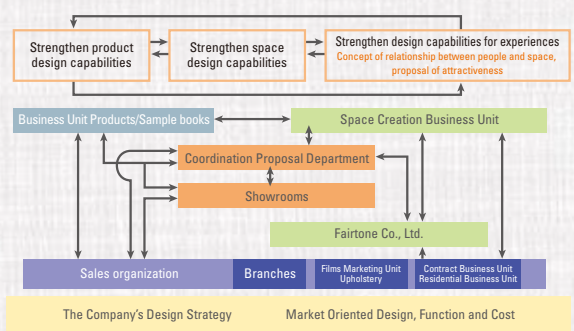 Strengthen product
design capabilities
Strengthen space
design capabilities
Strengthen design capabilities for experiences
Concept of relationship between people and space,
proposal of attractiveness
Business Unit Products/Sample books
Space Creation Business Unit
Coordination Proposal Department
Showrooms
Fairtone Co., Ltd.
Sales organization
Branches
Films Marketing Unit
Upholstery
Contract Business Unit
Residential Business Unit
The Company's Design Strategy
Market Oriented Design, Function and Cost